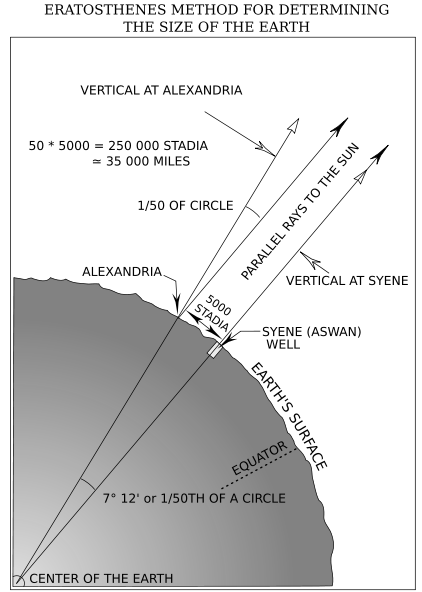 ERATOSTHENES METHOD FOR DETERMINING
THE SIZE OF THE EARTH
VERTICAL AT ALEXANDRIA
50 * 5000 = 250 000 STADIA
≃ 35 000 MILES
1/50 OF CIRCLE
PARALLEL RAYS TO THE SUN
ALEXANDRIA
VERTICAL AT SYENE
5000
STADIA
SYENE (ASWAN)
WELL
EARTH'S SURFACE
EQUATOR
7° 12' or 1/50TH OF A CIRCLE
CENTER OF THE EARTH